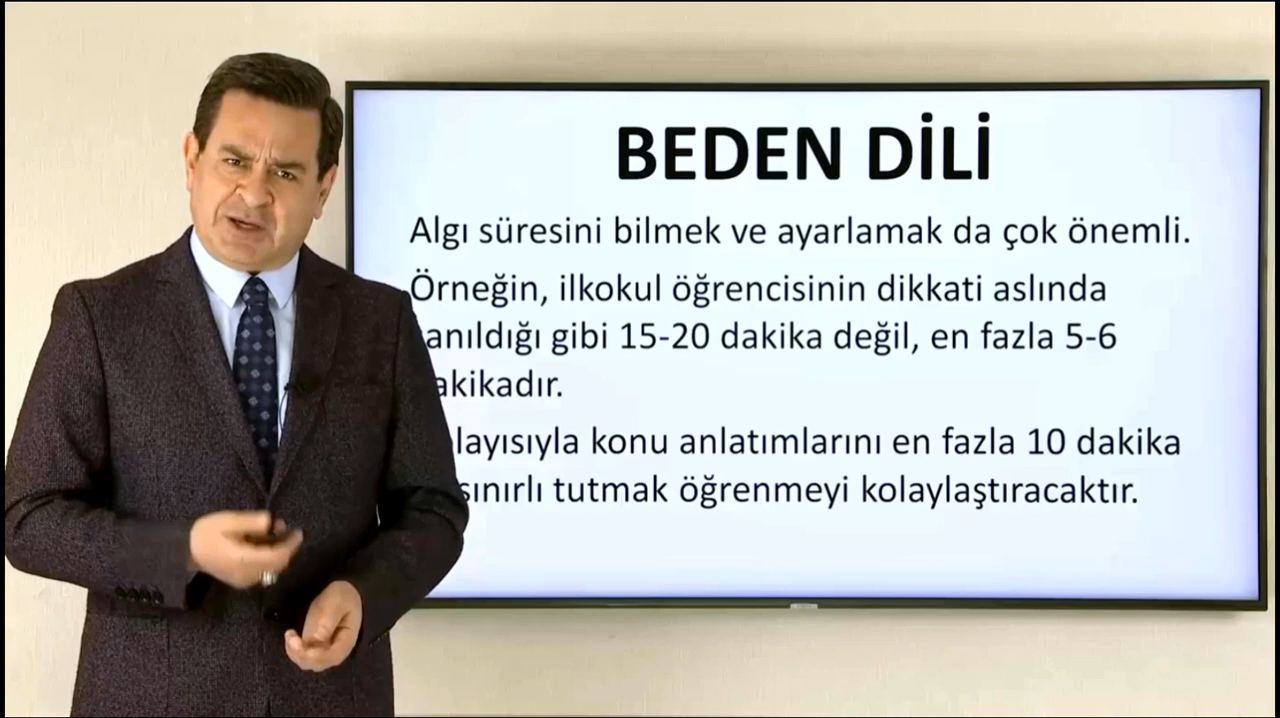 BEDEN DİLİ
Algı süresini bilmek ve ayarlamak da çok önemli.
Örneğin, ilkokul öğrencisinin dikkati aslında
gibi 15-20 dakika değil, en fazla 5-6
konu anlatımlarını en fazla 10 dakika
sınırlı tutmak öğrenmeyi kolaylaştıracaktır.